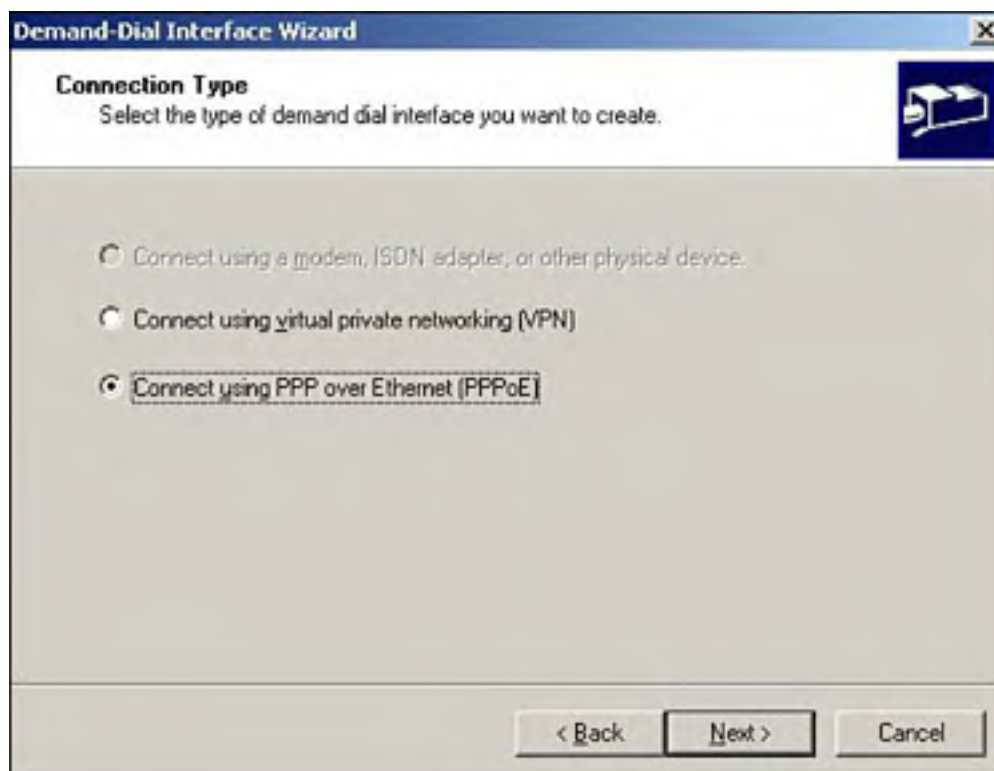 Demand-Dial Interface Wizard
Connection Type
Select the type of demand dial interface you want to create.
Connect using a modem, ISDN adapter, or other physical device.
Connect using virtual private networking (VPN)
Connect using PPP over Ethernet (PPPoE)
< Back
Next >
Cancel